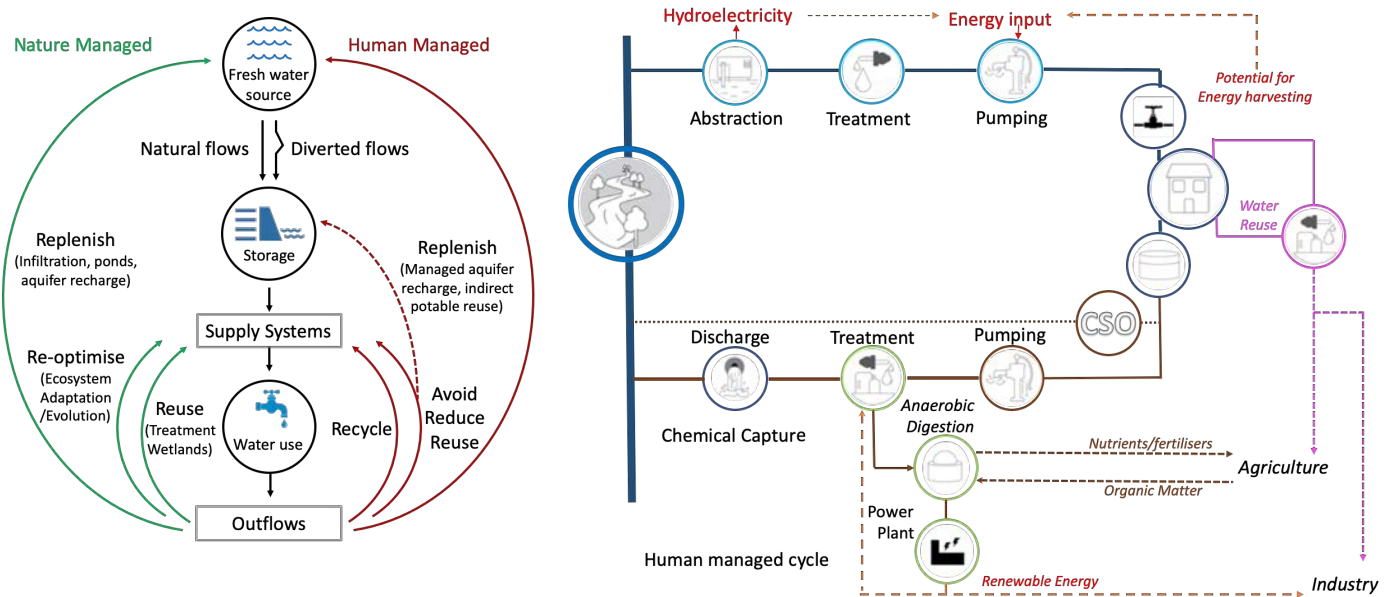 Nature Managed
Human Managed
Fresh water
source
Natural flows
Diverted flows
Storage
Replenish
(Infiltration, ponds,
aquifer recharge)
Replenish
(Managed aquifer
recharge, indirect
potable reuse)
Supply Systems
Re-optimise
(Ecosystem
Adaptation
/Evolution)
Reuse
(Treatment
Wetlands)
Water use
Recycle
Avoid
Reduce
Reuse
Outflows
Hydroelectricity
Energy input
Potential for
Energy harvesting
Abstraction
Treatment
Pumping
Water
Reuse
CSO
Discharge
Treatment
Pumping
Chemical Capture
Anaerobic
Digestion
Nutrients/fertilisers
Agriculture
Organic Matter
Power
Plant
Human managed cycle
Renewable Energy
Industry